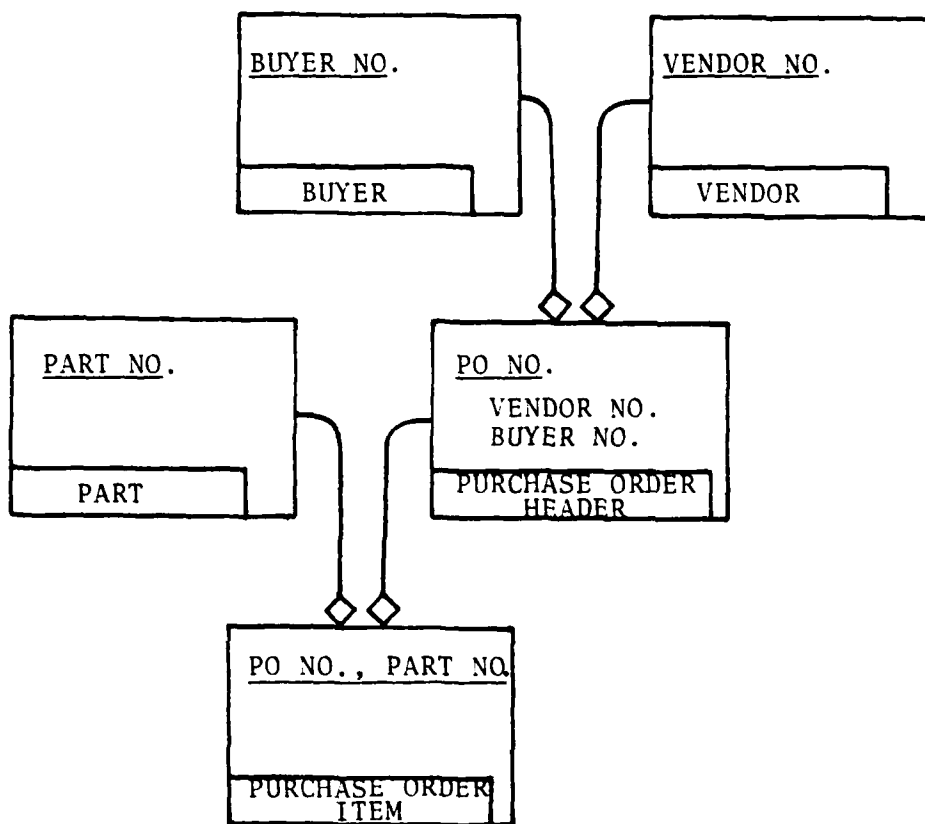 BUYER NO.
BUYER
VENDOR NO.
VENDOR
PART NO.
PART
PO NO.
VENDOR NO.
BUYER NO.
PURCHASE ORDER
HEADER
PO NO., PART NO.
PURCHASE ORDER
ITEM